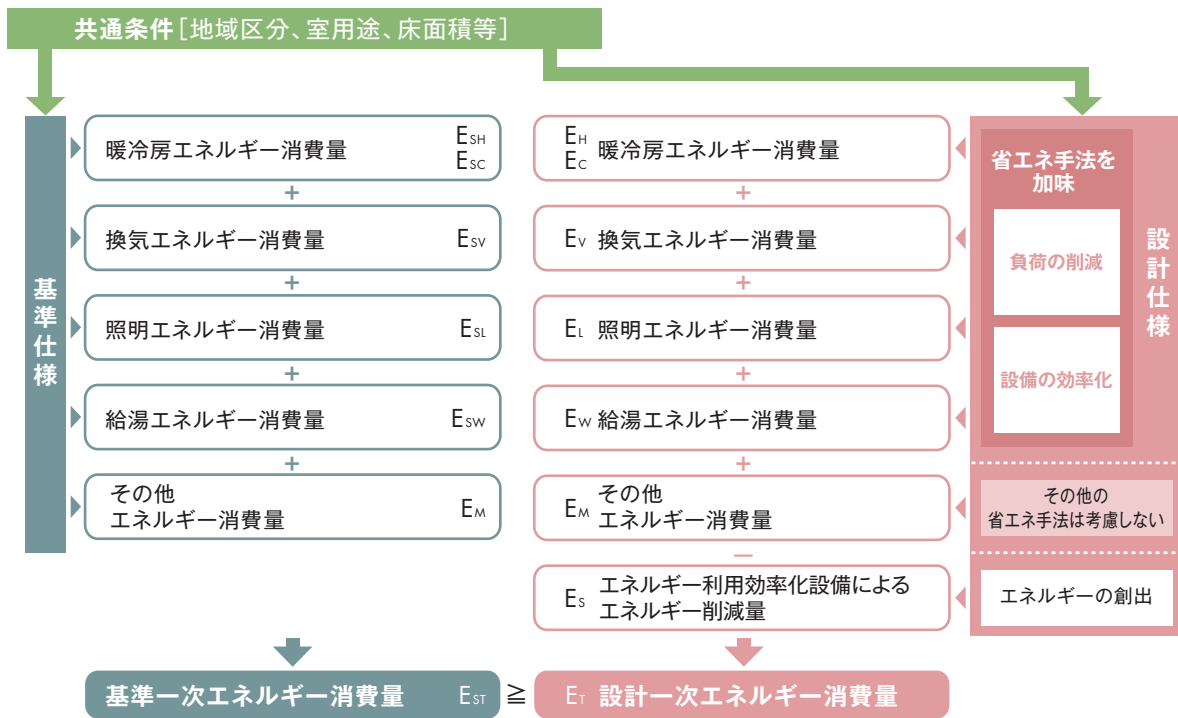 共通条件［地域区分、室用途、床面積等］
基準仕様
暖冷房エネルギー消費量 ESH
ESC
+
換気エネルギー消費量 ESV
+
照明エネルギー消費量 ESL
+
給湯エネルギー消費量 ESW
+
その他
エネルギー消費量 EM
EH
EC 暖冷房エネルギー消費量
+
EV 換気エネルギー消費量
+
EL 照明エネルギー消費量
+
EW 給湯エネルギー消費量
+
EM その他
エネルギー消費量
−
ES エネルギー利用効率化設備による
エネルギー削減量
設計仕様
省エネ手法を
加味
負荷の削減
設備の効率化
その他の
省エネ手法は考慮しない
エネルギーの創出
基準一次エネルギー消費量 EST ≧ ET 設計一次エネルギー消費量